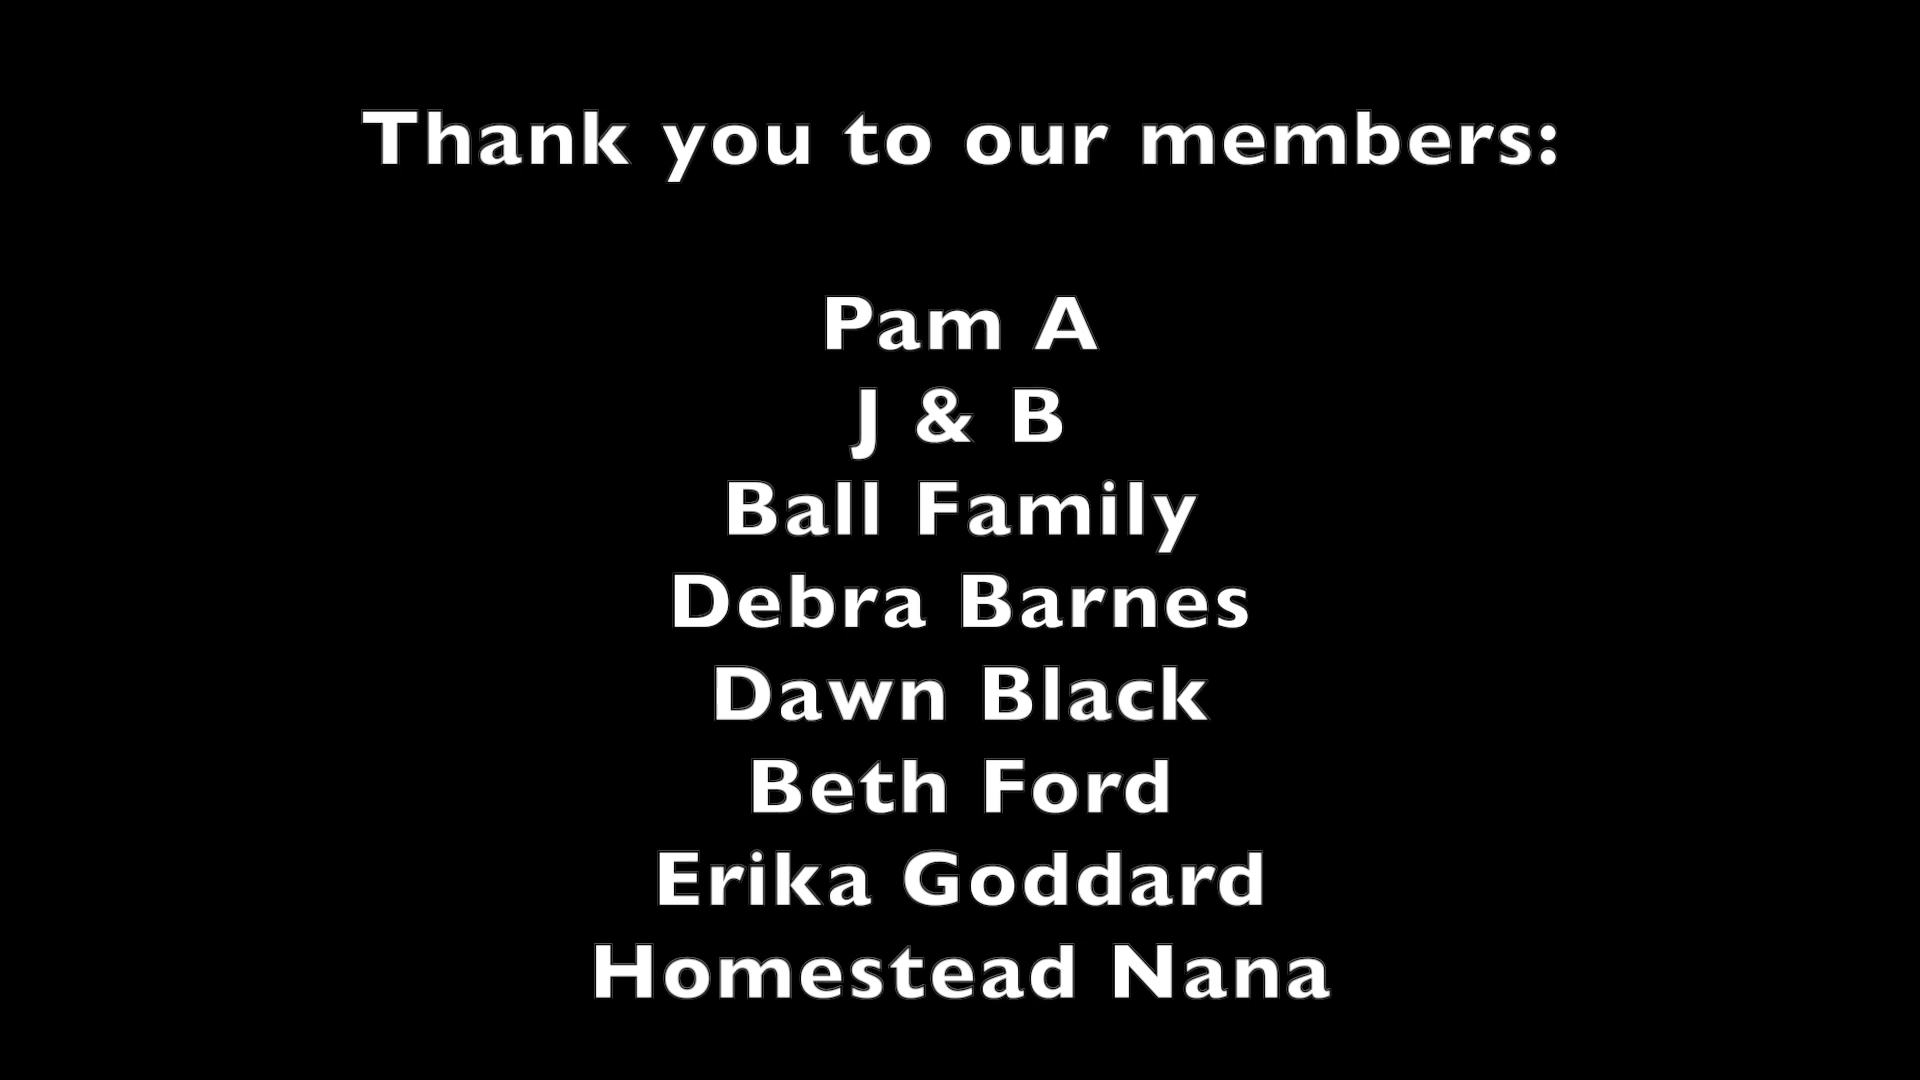 Thank you to our members:
Pam A
J & B
Ball Family
Debra Barnes
Dawn Black
Beth Ford
Erika Goddard
Homestead Nana